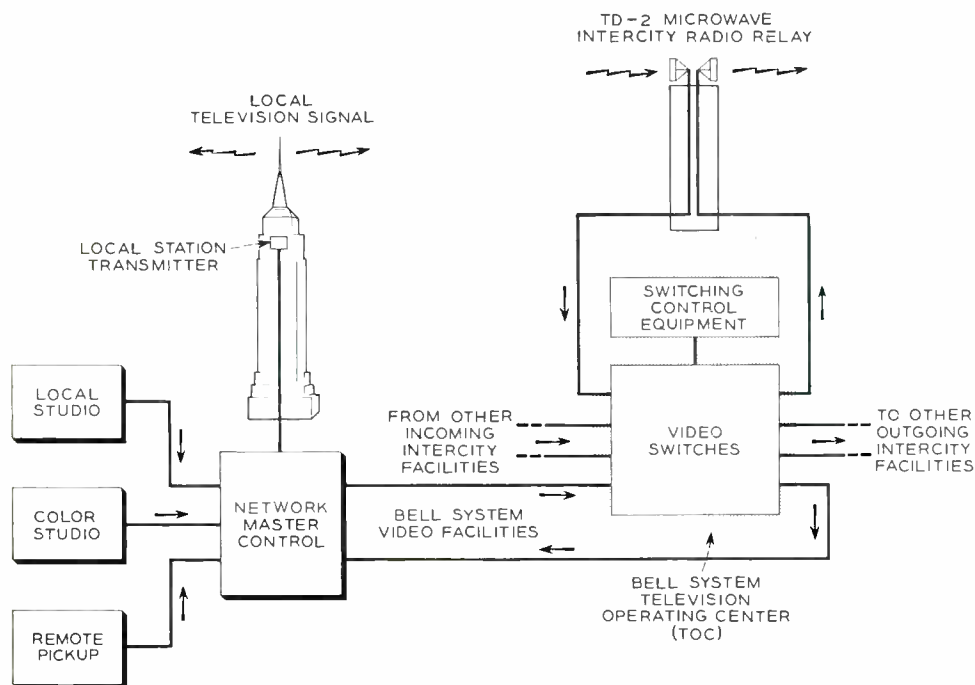 TD-2 MICROWAVE
INTERCITY RADIO RELAY
LOCAL
TELEVISION SIGNAL
LOCAL STATION
TRANSMITTER
SWITCHING
CONTROL
EQUIPMENT
LOCAL
STUDIO
FROM OTHER
INCOMING
INTERCITY
FACILITIES
VIDEO
SWITCHES
TO OTHER
OUTGOING
INTERCITY
FACILITIES
COLOR
STUDIO
NETWORK
MASTER
CONTROL
BELL SYSTEM
VIDEO FACILITIES
REMOTE
PICKUP
BELL SYSTEM
TELEVISION
OPERATING CENTER
(TOC)